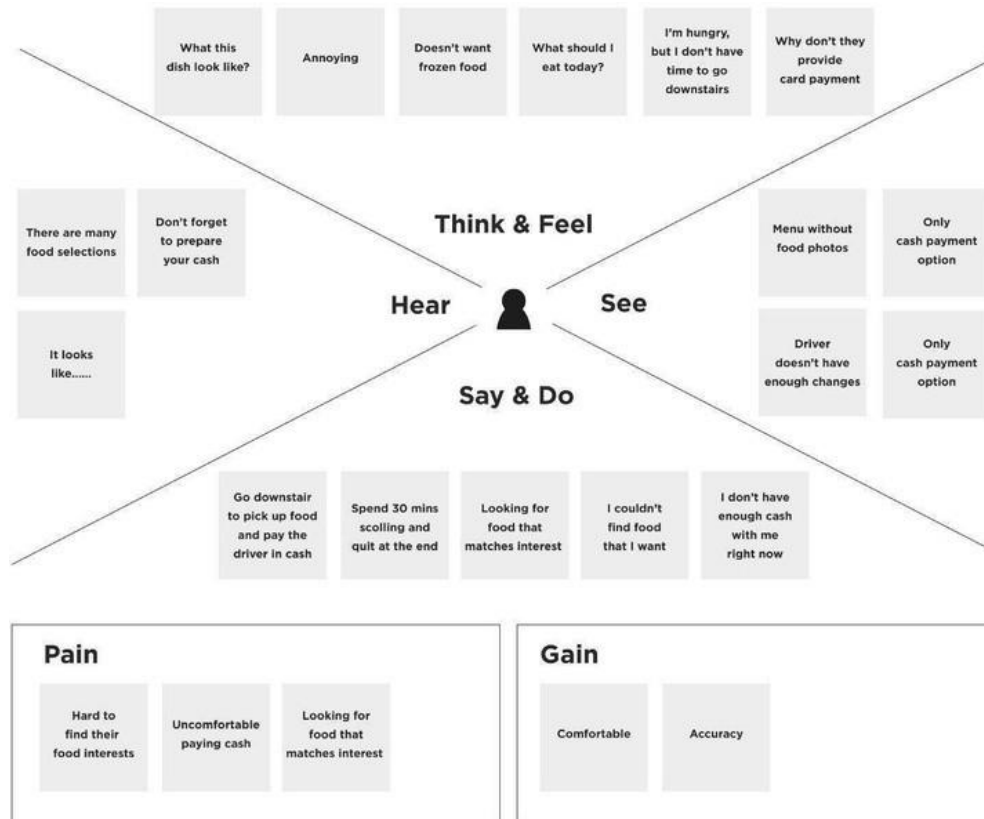 What this
dish look like?
Annoying
Doesn't want
frozen food
What should I
eat today?
I'm hungry,
but I don't have
time to go
downstairs
Why don't they
provide
card payment
Think & Feel
There are many
food selections
Don't forget
to prepare
your cash
It looks
like......
Hear
See
Menu without
food photos
Only
cash payment
option
Driver
doesn't have
enough changes
Only
cash payment
option
Say & Do
Go downstair
to pick up food
and pay the
driver in cash
Spend 30 mins
scolling and
quit at the end
Looking for
food that
matches interest
I couldn't
find food
that I want
I don't have
enough cash
with me
right now
Pain
Hard to
find their
food interests
Uncomfortable
paying cash
Looking for
food that
matches interest
Gain
Comfortable
Accuracy